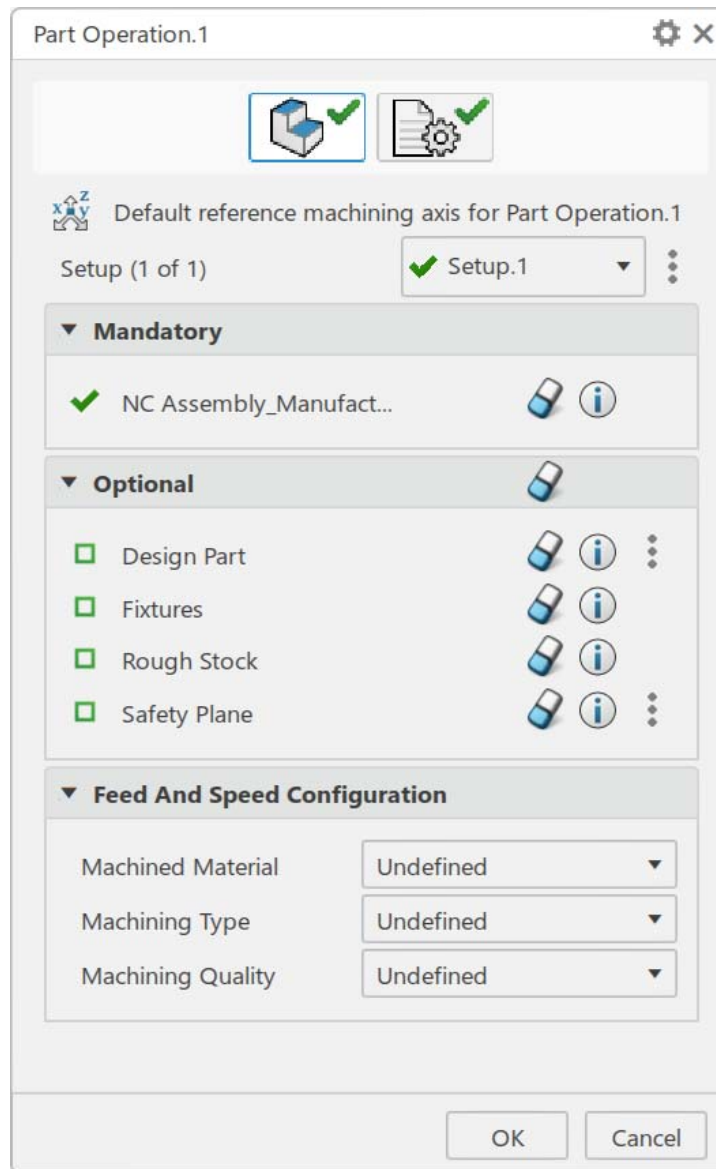 Part Operation.1
x z y
Default reference machining axis for Part Operation.1
Setup (1 of 1)
Setup.1
Mandatory
NC Assembly_Manufact...
Optional
Design Part
Fixtures
Rough Stock
Safety Plane
Feed And Speed Configuration
Machined Material Undefined
Machining Type Undefined
Machining Quality Undefined
OK Cancel